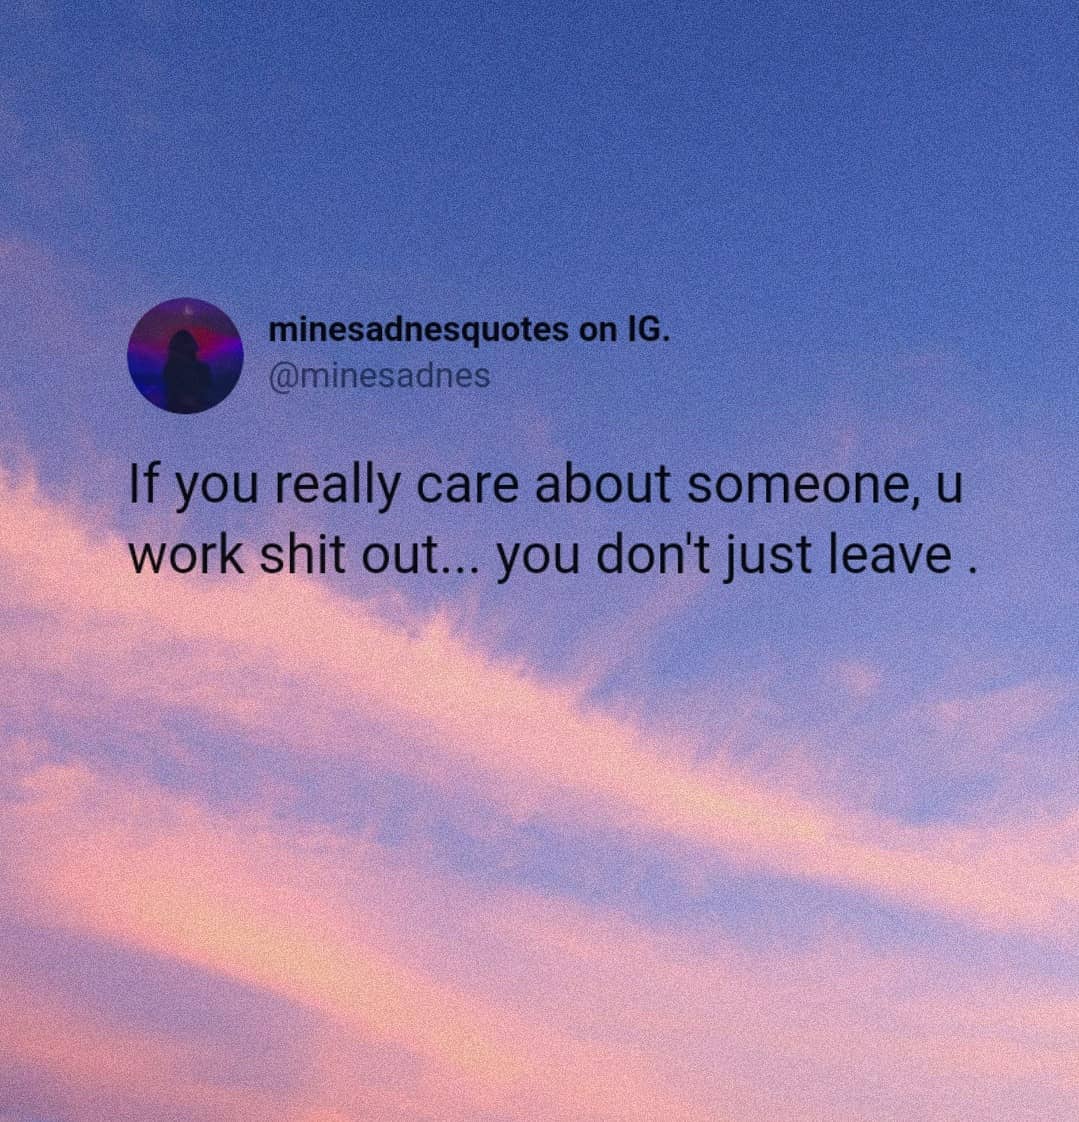 minesadnesquotes on IG.
@minesadnes
If you really care about someone, u
work shit out... you don't just leave .